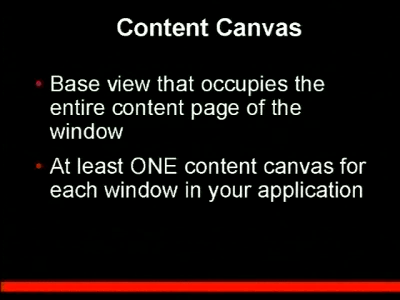 Content Canvas
• Base view that occupies the
entire content page of the
window
• At least ONE content canvas for
each window in your application